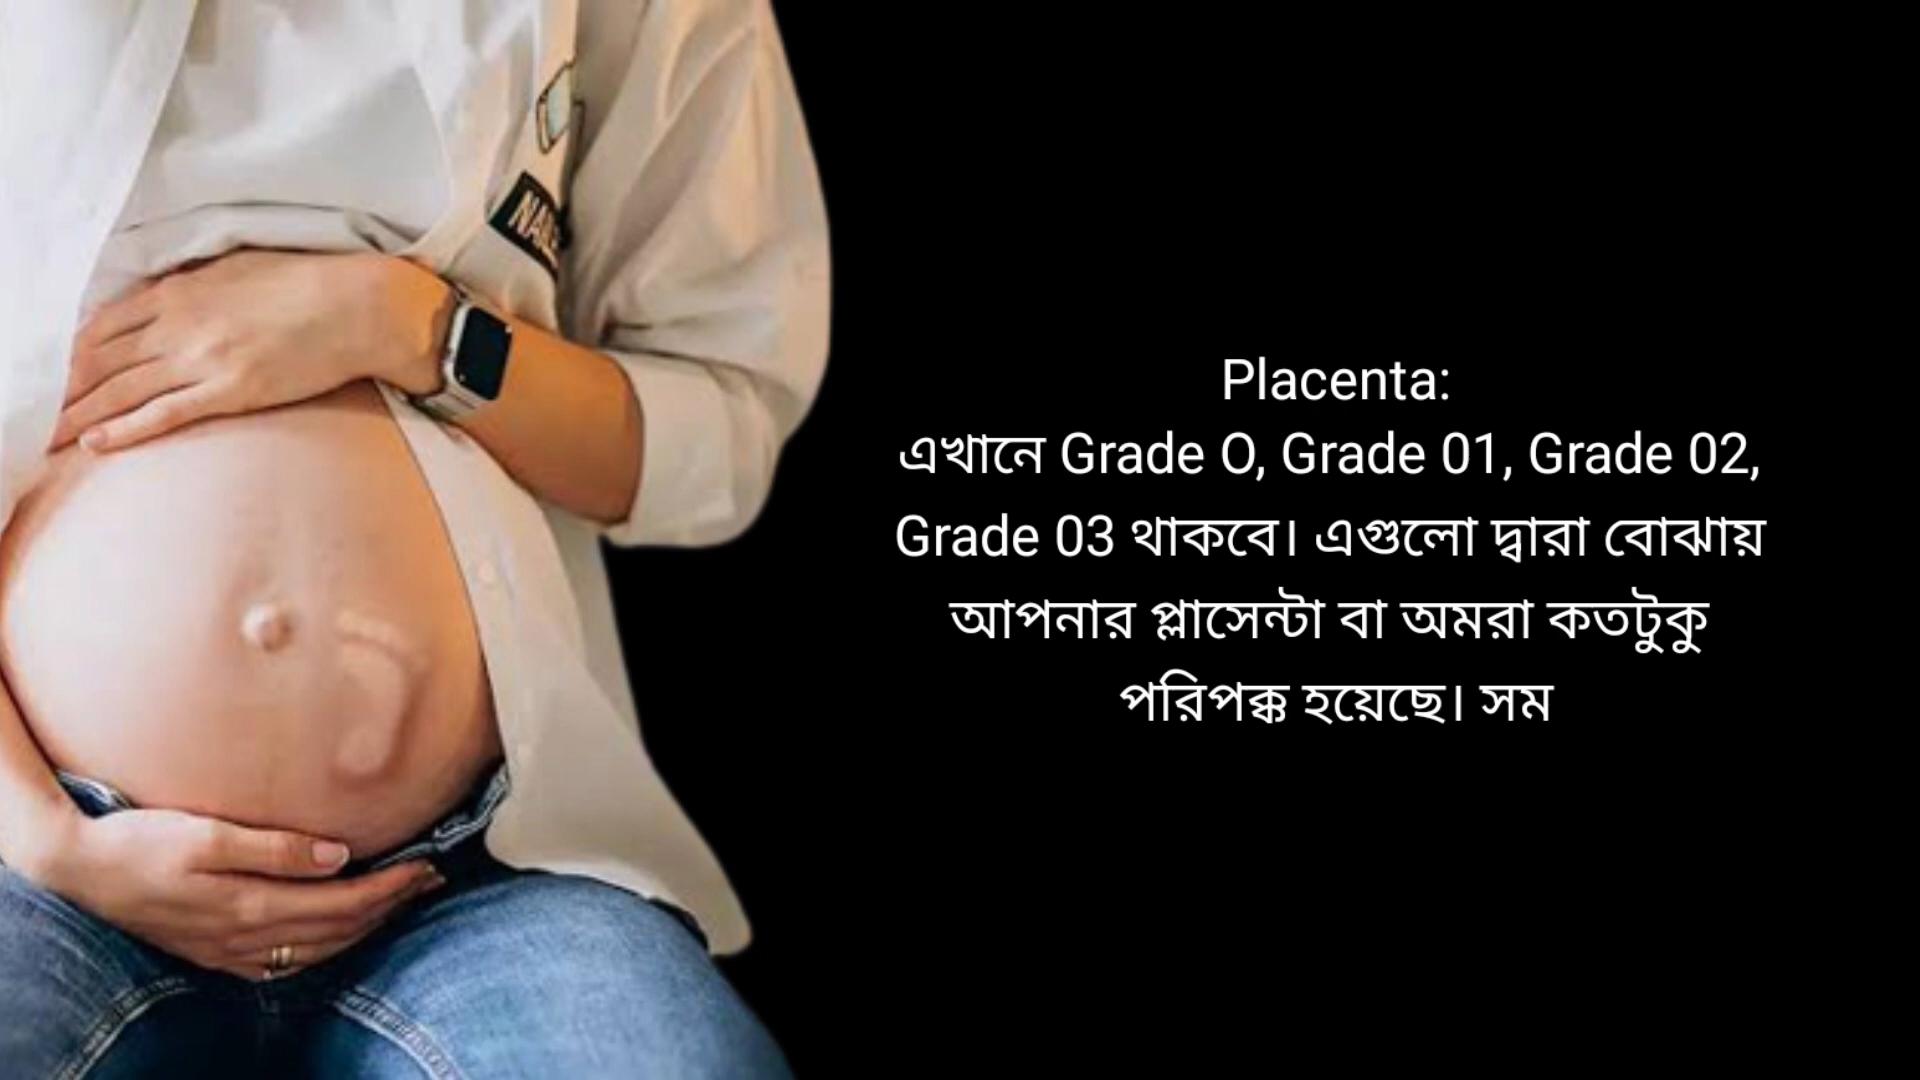 Placenta:
এখানে Grade O, Grade 01, Grade 02,
Grade 03 থাকবে। এগুলো দ্বারা বোঝায়
আপনার প্লাসেন্টা বা অমরা কতটুকু
পরিপক্ক হয়েছে। সম